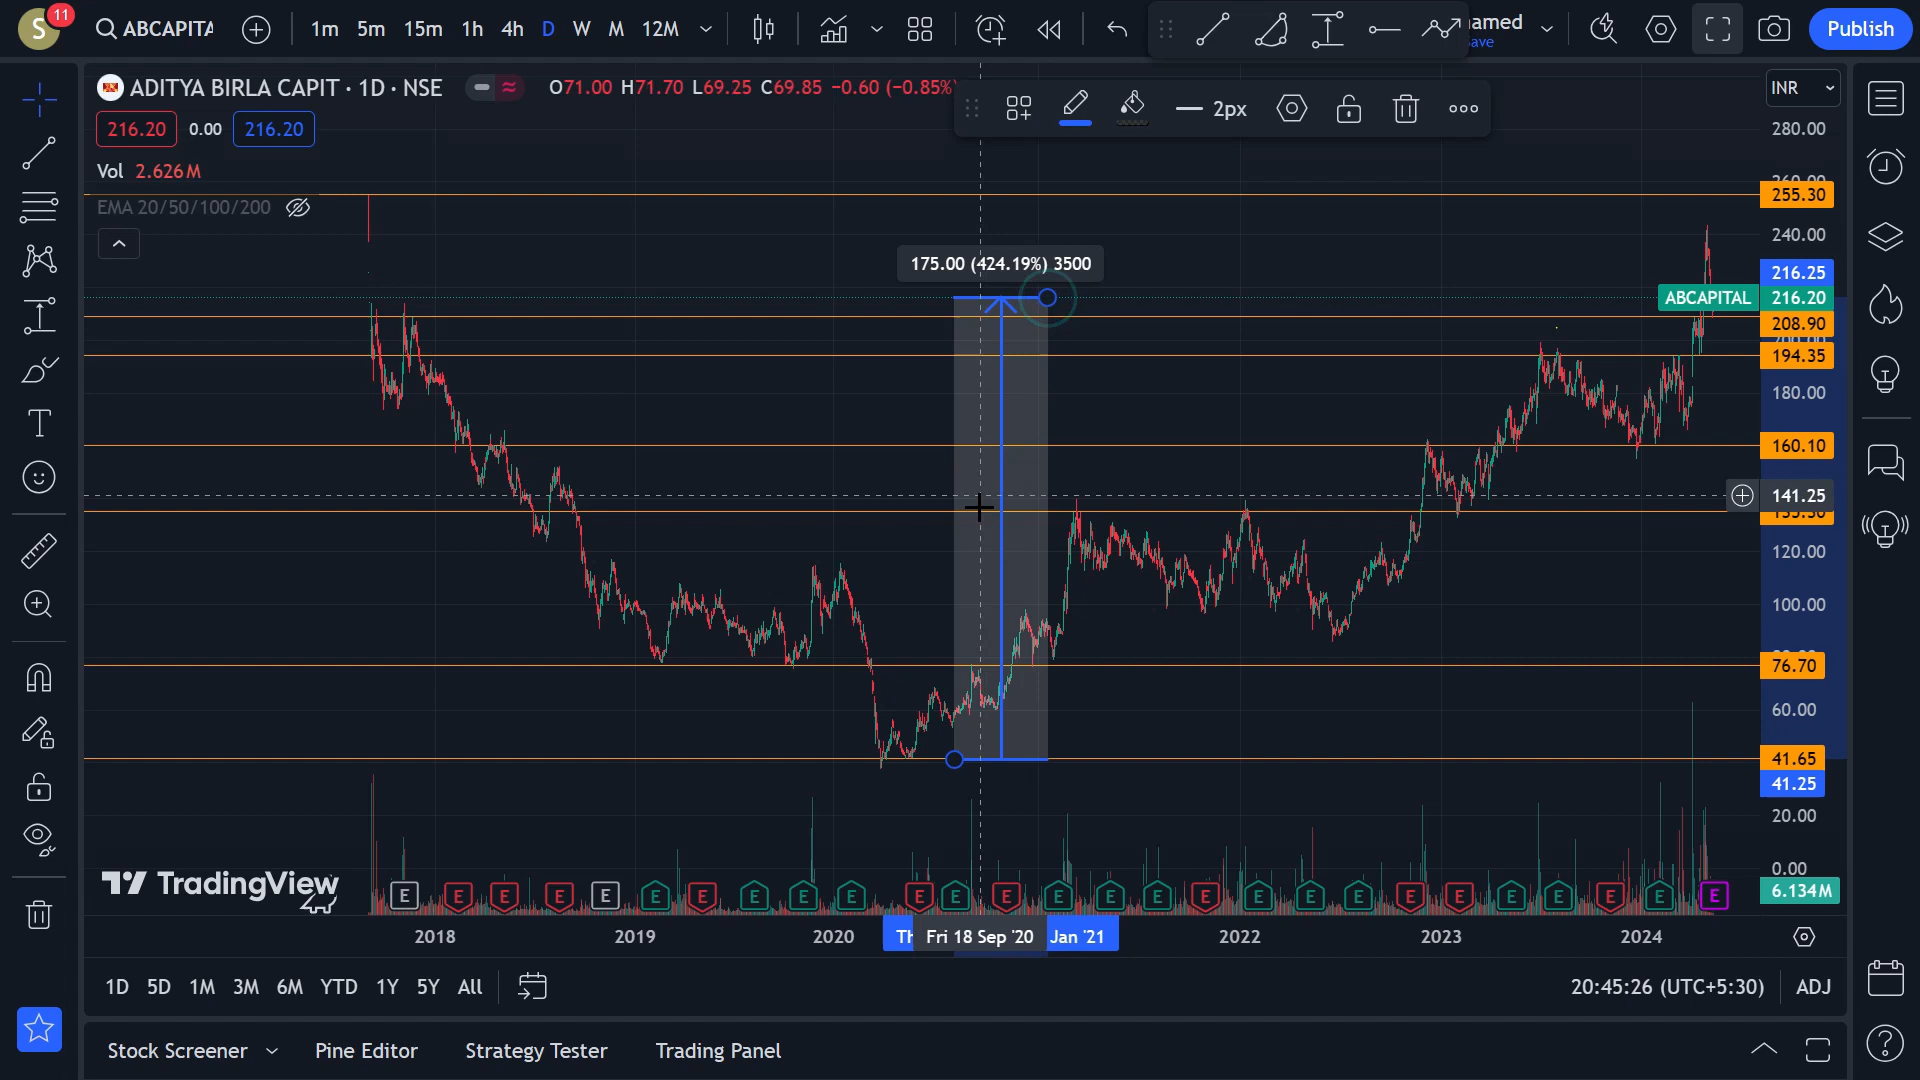 S
11
ABCAPITA
1m 5m 15m 1h 4h D W M 12M
Publish
ADITYA BIRLA CAPIT · 1D · NSE
O71.00 H71.70 L69.25 C69.85 −0.60 (−0.85%)
2px
INR
216.20 0.00 216.20
Vol 2.626M
EMA 20/50/100/200
280.00
255.30
240.00
216.25
ABCAPITAL 216.20
208.90
194.35
180.00
160.10
141.25
120.00
100.00
76.70
60.00
41.65
41.25
20.00
0.00
6.134M
175.00 (424.19%) 3500
TradingView
E E E E E E E E E E E E E E E E E E E E E E E E E E E
2018 2019 2020 Fri 18 Sep '20 Jan '21 2022 2023 2024
1D 5D 1M 3M 6M YTD 1Y 5Y All
20:45:26 (UTC+5:30) ADJ
Stock Screener Pine Editor Strategy Tester Trading Panel